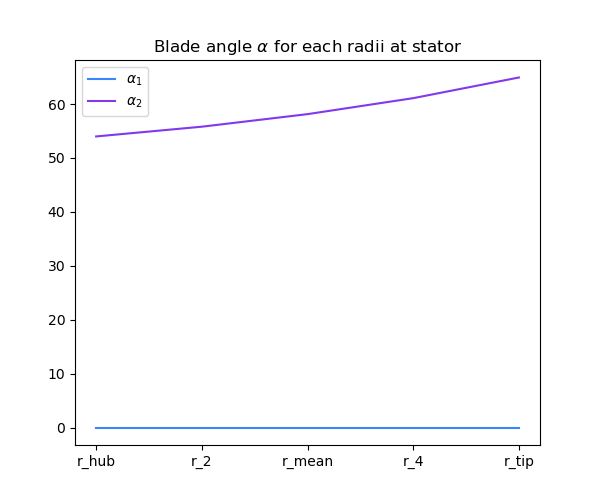 Blade angle α for each radii at stator
α₁
α₂
60
50
40
30
20
10
0
r_hub r_2 r_mean r_4 r_tip